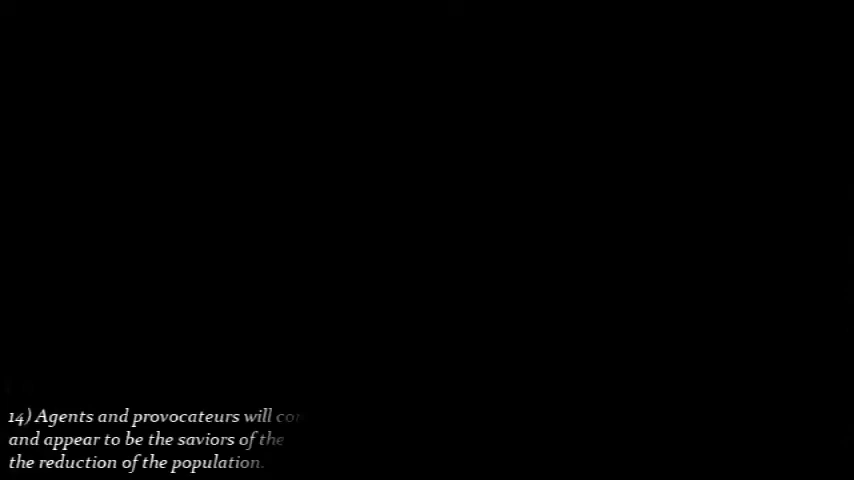 14) Agents and provocateurs will
and appear to be the saviors of the
the reduction of the population.